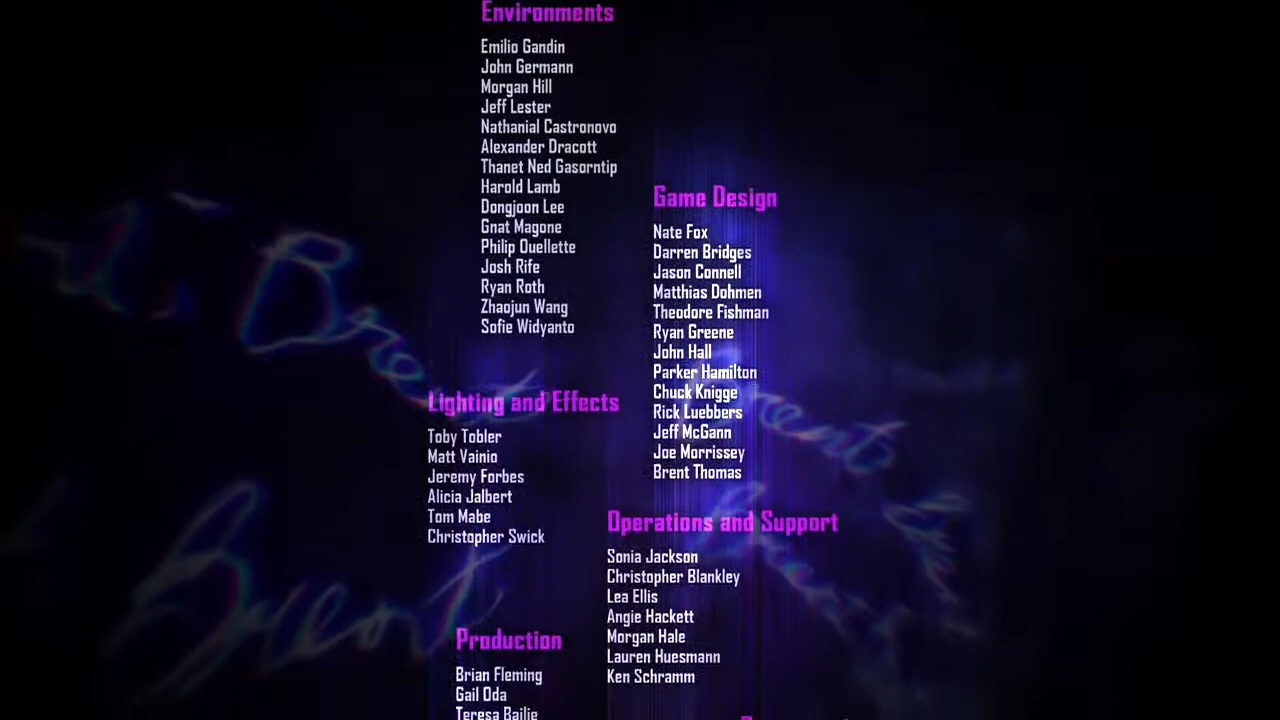 Environments
Emilio Gandin
John Germann
Morgan Hill
Jeff Lester
Nathanial Castronovo
Alexander Dracott
Thanet Ned Gasorntip
Harold Lamb
Dongjoon Lee
Gnat Magone
Philip Ouellette
Josh Rife
Ryan Roth
Zhaojun Wang
Sofie Widyanto
Game Design
Nate Fox
Darren Bridges
Jason Connell
Matthias Dohmen
Theodore Fishman
Ryan Greene
John Hall
Parker Hamilton
Chuck Knigge
Rick Luebbers
Jeff McGann
Joe Morrissey
Brent Thomas
Lighting and Effects
Toby Tobler
Matt Vainio
Jeremy Forbes
Alicia Jalbert
Tom Mabe
Christopher Swick
Operations and Support
Sonia Jackson
Christopher Blankley
Lea Ellis
Angie Hackett
Morgan Hale
Lauren Huesmann
Ken Schramm
Production
Brian Fleming
Gail Oda
Teresa Bailie
Brent
Brent